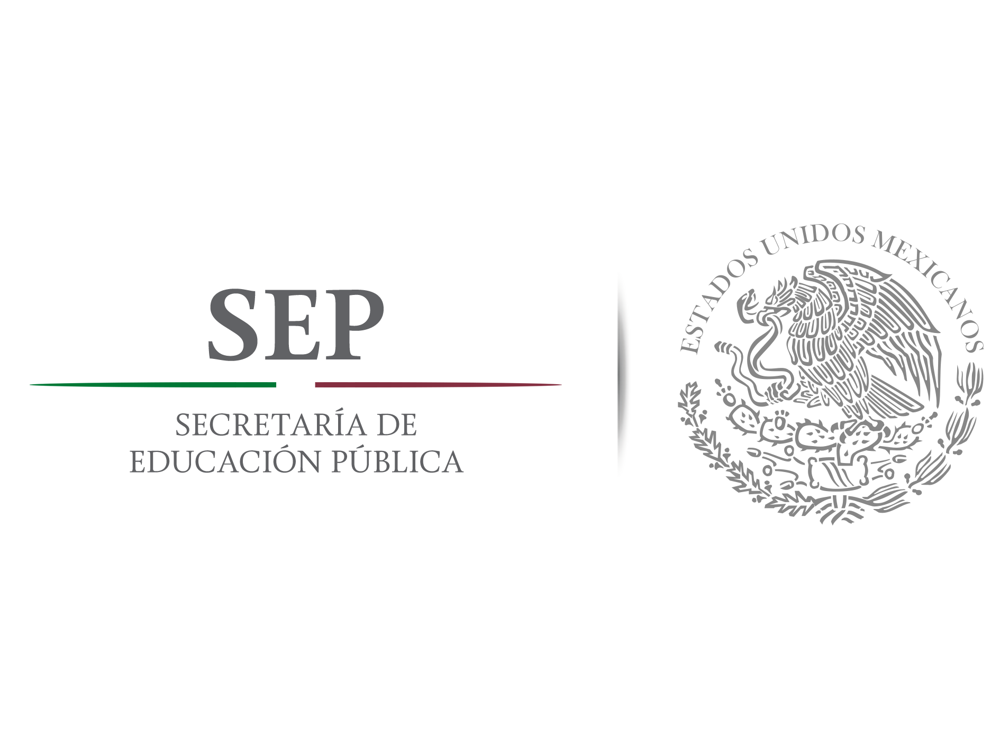 SEP
SECRETARÍA DE
EDUCACIÓN PÚBLICA
ESTADOS UNIDOS MEXICANOS